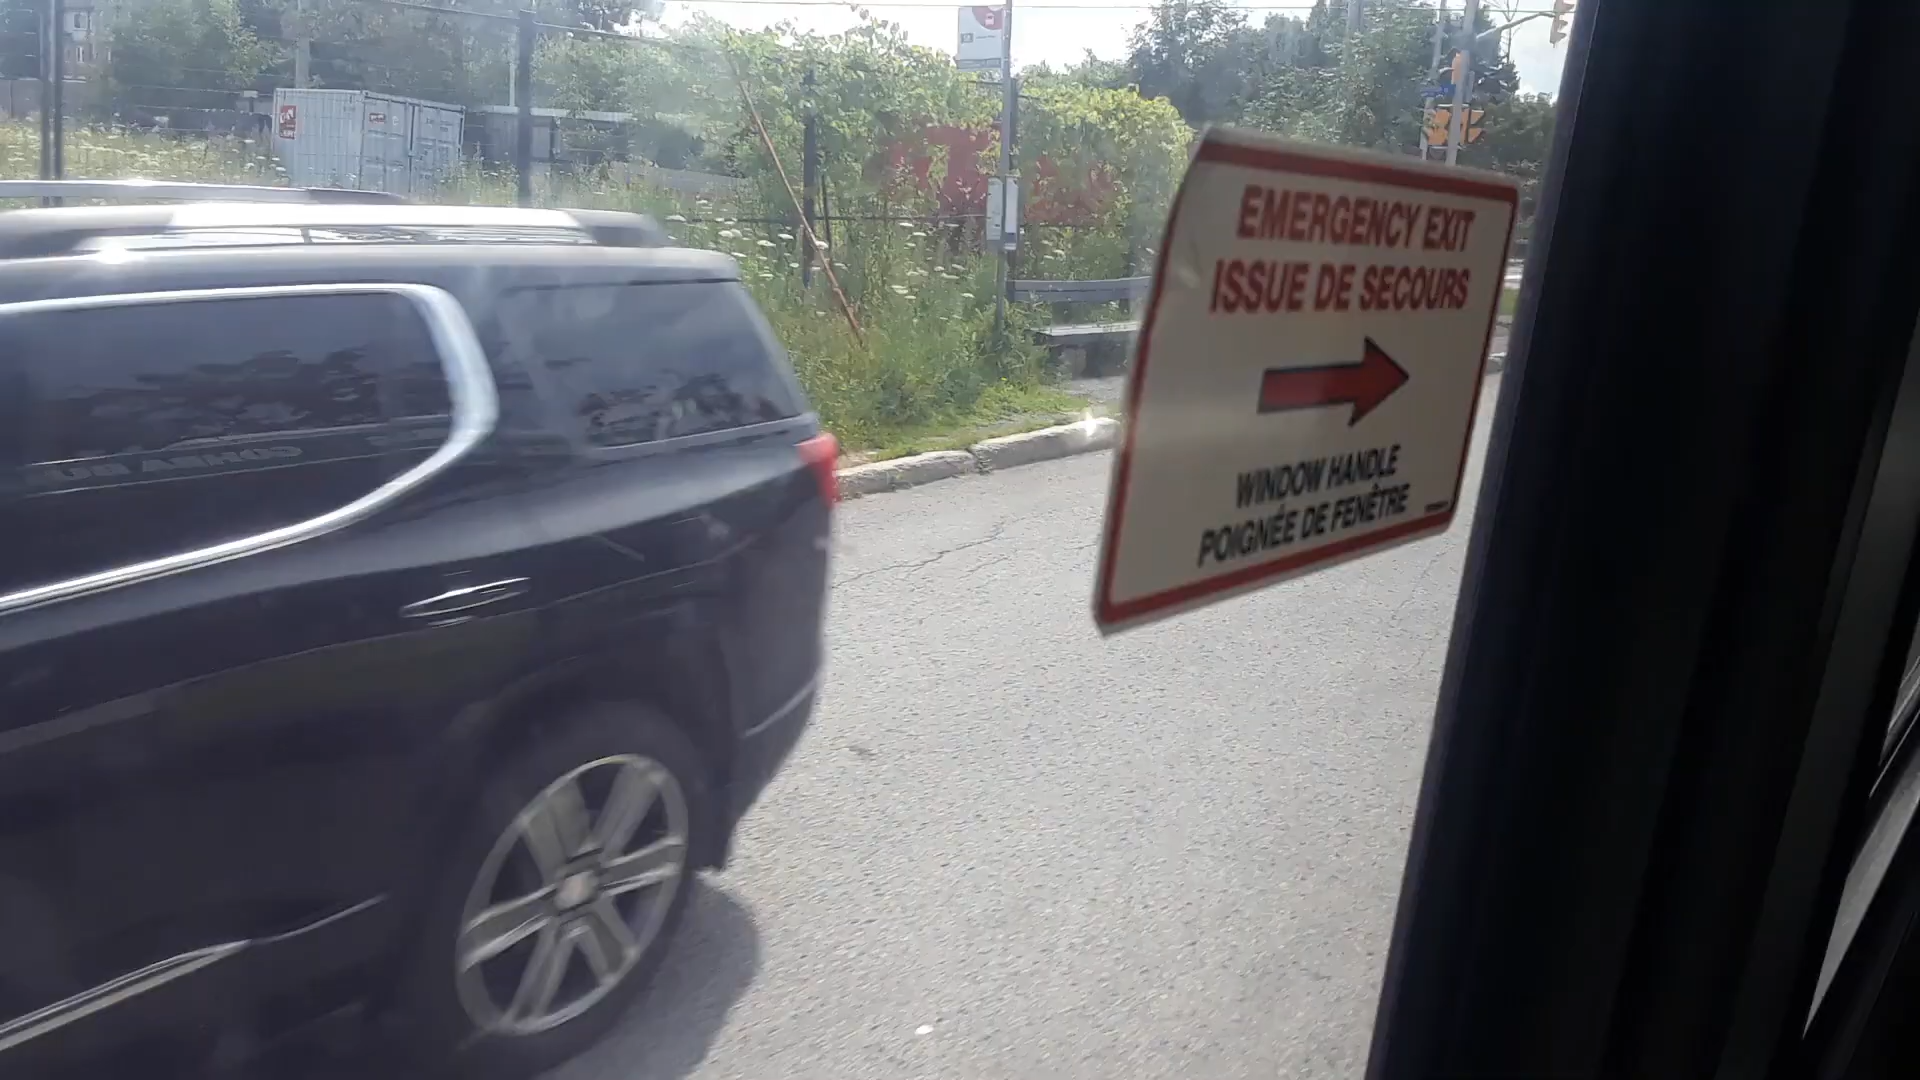 EMERGENCY EXIT
ISSUE DE SECOURS
WINDOW HANDLE
POIGNÉE DE FENÊTRE